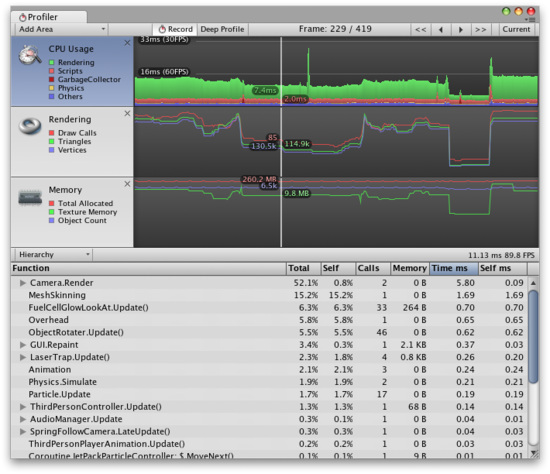 Profiler
Add Area Record Deep Profile Frame: 229 / 419 << >> Current
CPU Usage
Rendering
Scripts
GarbageCollector
Physics
Others
33ms (30FPS)
16ms (60FPS)
7.4ms
2.0ms
Rendering
Draw Calls
Triangles
Vertices
85
130.5k
114.9k
Memory
Total Allocated
Texture Memory
Object Count
260.2 MB
6.5k
9.8 MB
Hierarchy 11.13 ms 89.8 FPS
Function Total Self Calls Memory Time ms Self ms
Camera.Render 52.1% 0.8% 2 0 B 5.80 0.09
MeshSkinning 15.2% 15.2% 1 0 B 1.69 1.69
FuelCellGlowLookAt.Update() 6.3% 6.3% 33 264 B 0.70 0.70
Overhead 5.8% 5.8% 1 0 B 0.65 0.65
ObjectRotater.Update() 5.5% 5.5% 46 0 B 0.62 0.62
GUI.Repaint 3.4% 0.3% 1 2.1 KB 0.37 0.03
LaserTrap.Update() 2.3% 1.8% 4 0.8 KB 0.26 0.20
Animation 2.1% 2.1% 3 0 B 0.24 0.24
Physics.Simulate 1.9% 1.9% 2 0 B 0.21 0.21
Particle.Update 1.7% 1.7% 17 0 B 0.19 0.19
ThirdPersonController.Update() 1.3% 1.3% 1 68 B 0.14 0.14
AudioManager.Update 0.3% 0.1% 1 0 B 0.04 0.01
SpringFollowCamera.LateUpdate() 0.3% 0.3% 1 0 B 0.04 0.03
ThirdPersonPlayerAnimation.Update() 0.2% 0.2% 1 0 B 0.03 0.03
Coroutine JetPackParticleController: $ MoveNext() 0.1% 0.1% 1 9 B 0.01 0.01